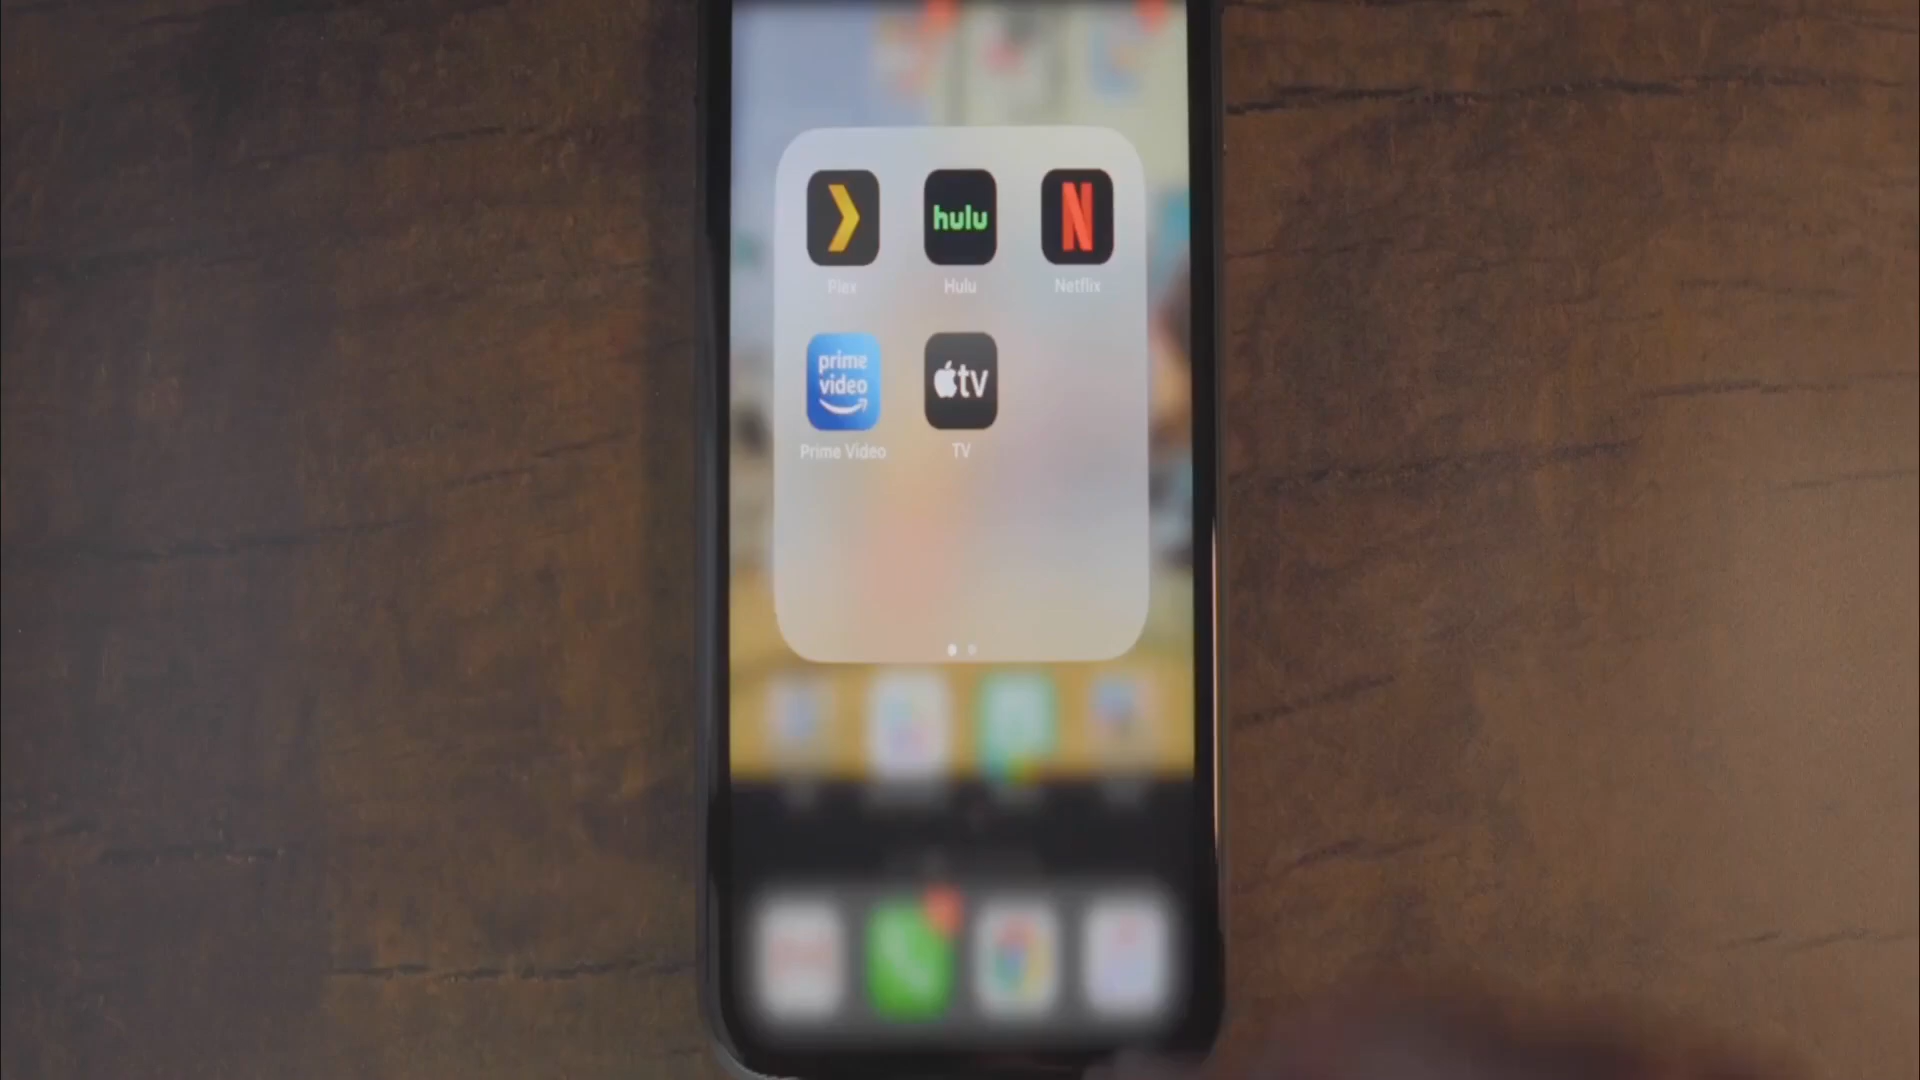 hulu
N
Plex
Hulu
Netflix
prime
video
tv
Prime Video
TV